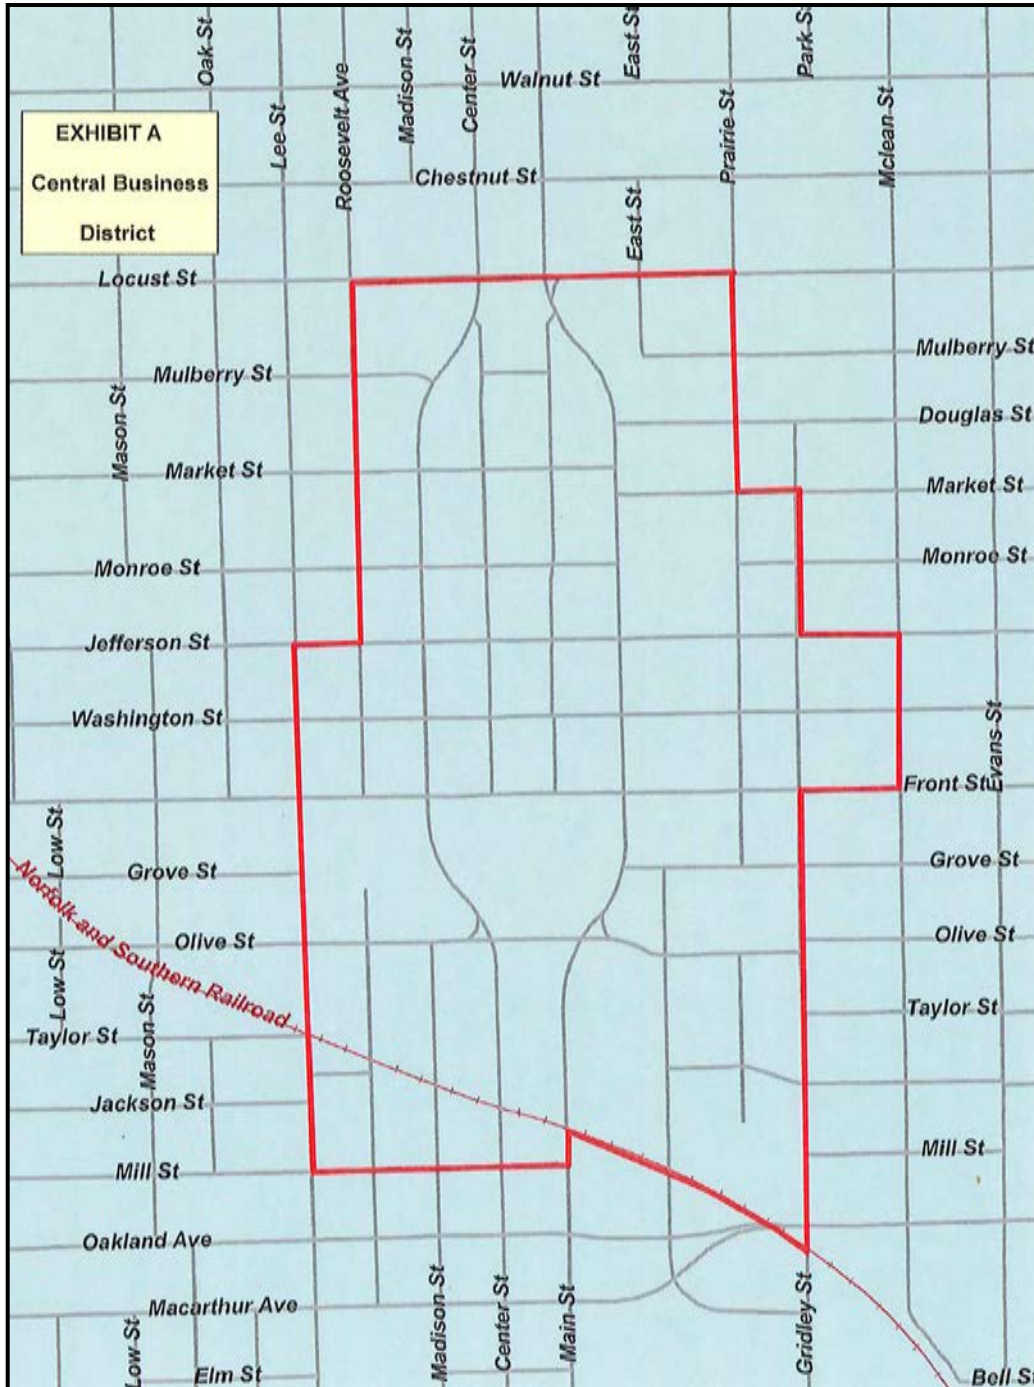 Oak St
Lee St
Roosevelt Ave
Madison St
Center St
Walnut St
East St
Prairie St
Park St
Mclean St
EXHIBIT A
Central Business
District
Chestnut St
East St
Locust St
Mulberry St
Mulberry St
Mason St
Douglas St
Market St
Market St
Monroe St
Monroe St
Jefferson St
Washington St
Evans St
Front St
Low St
Grove St
Grove St
Norfolk and Southern Railroad
Olive St
Olive St
Low St
Mason St
Taylor St
Taylor St
Jackson St
Mill St
Mill St
Oakland Ave
Macarthur Ave
Low St
Madison St
Center St
Main St
Gridley St
Elm St
Bell S